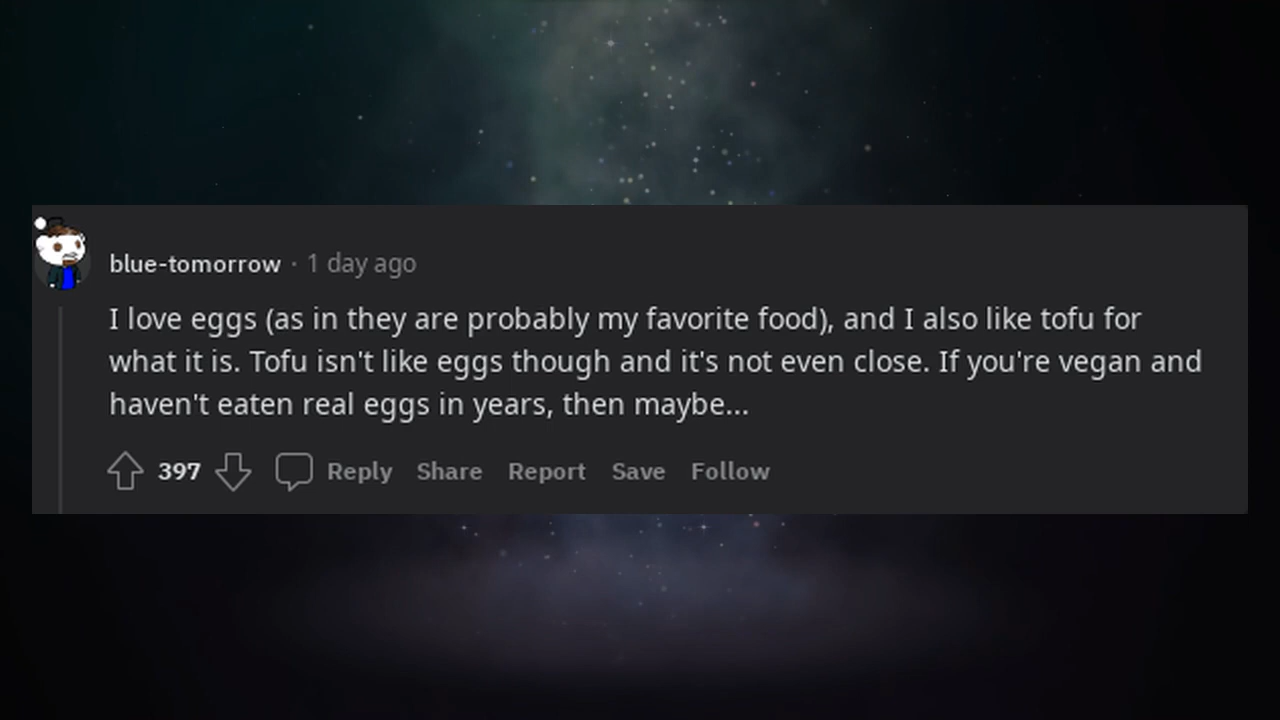 blue-tomorrow · 1 day ago
I love eggs (as in they are probably my favorite food), and I also like tofu for
what it is. Tofu isn't like eggs though and it's not even close. If you're vegan and
haven't eaten real eggs in years, then maybe...
397 Reply Share Report Save Follow